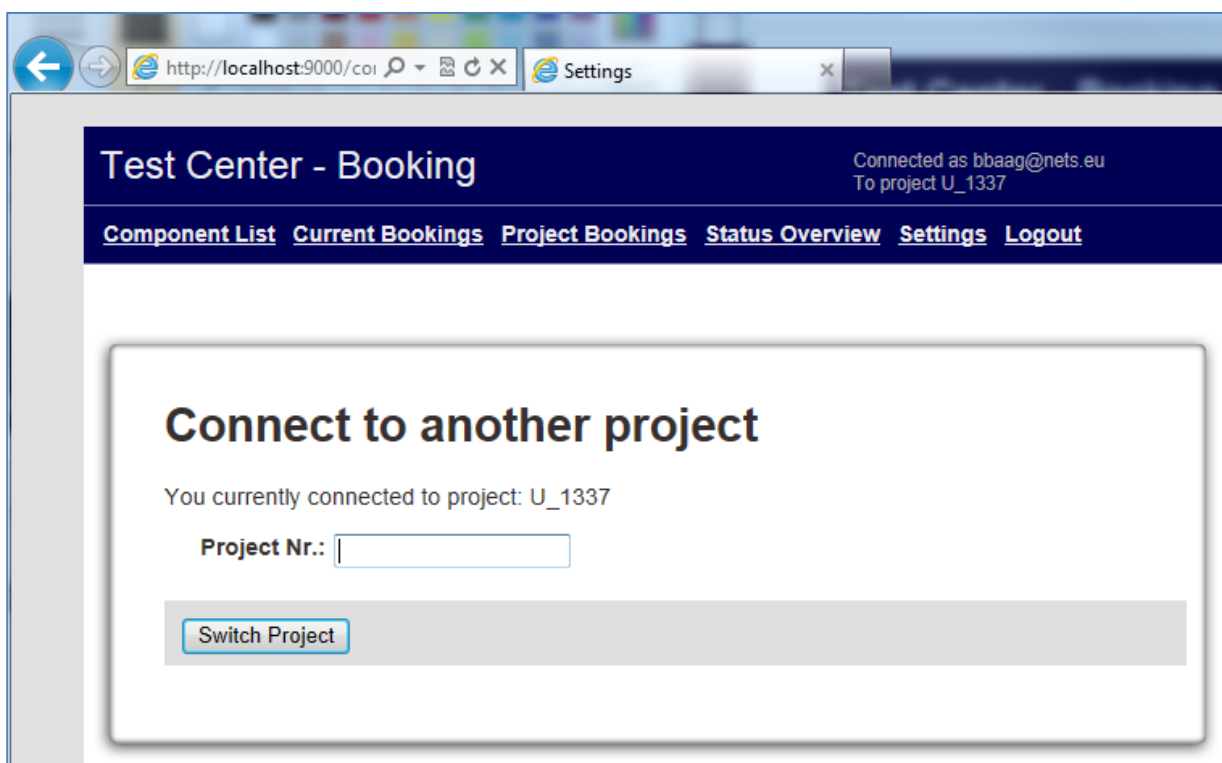 http://localhost:9000/co
Settings
Test Center - Booking
Connected as bbaag@nets.eu
To project U_1337
Component List Current Bookings Project Bookings Status Overview Settings Logout
Connect to another project
You currently connected to project: U_1337
Project Nr.:
Switch Project